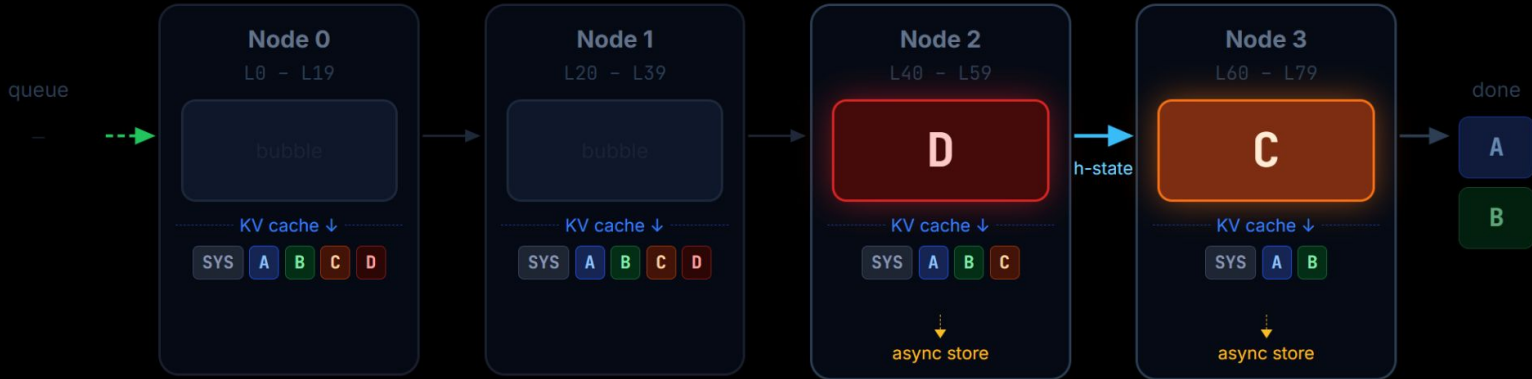 queue
–
Node 0
L0 – L19
bubble
KV cache ↓
SYS A B C D
Node 1
L20 – L39
bubble
KV cache ↓
SYS A B C D
Node 2
L40 – L59
D
KV cache ↓
SYS A B C
async store
h-state
Node 3
L60 – L79
C
KV cache ↓
SYS A B
async store
done
A
B